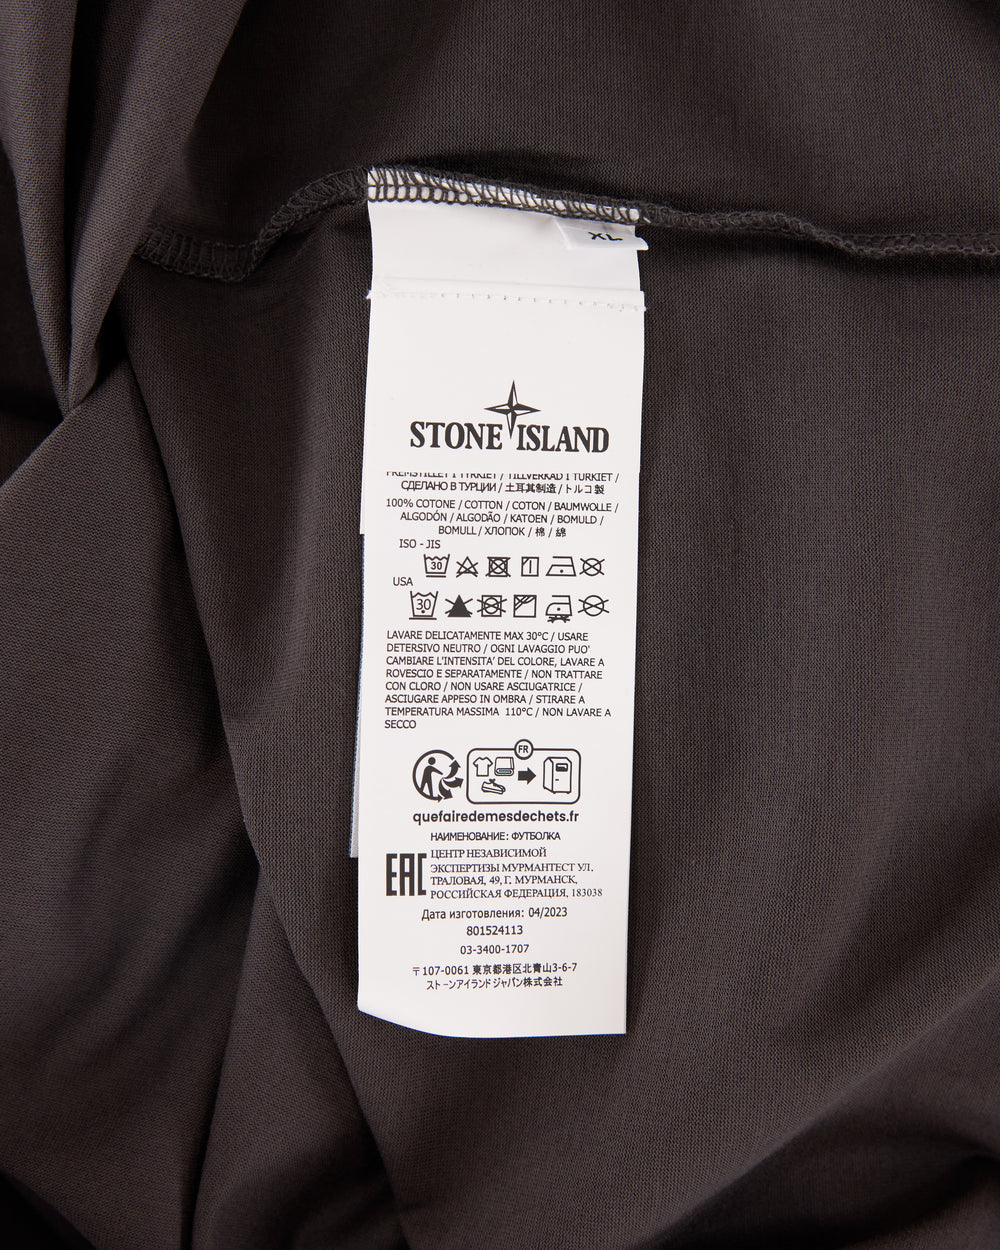 XL
STONE ISLAND
FREMSTILLET I TYRKIET / TILLVERKAD I TURKIET /
СДЕЛАНО В ТУРЦИИ / 土耳其制造 / トルコ製
100% COTONE / COTTON / COTON / BAUMWOLLE /
ALGODÓN / ALGODÃO / KATOEN / BOMULD /
BOMULL / ХЛОПОК / 棉 / 綿
ISO - JIS
30
USA
30
LAVARE DELICATAMENTE MAX 30°C / USARE
DETERSIVO NEUTRO / OGNI LAVAGGIO PUO'
CAMBIARE L'INTENSITA' DEL COLORE, LAVARE A
ROVESCIO E SEPARATAMENTE / NON TRATTARE
CON CLORO / NON USARE ASCIUGATRICE /
ASCIUGARE APPESO IN OMBRA / STIRARE A
TEMPERATURA MASSIMA 110°C / NON LAVARE A
SECCO
FR
quefairedemesdechets.fr
НАИМЕНОВАНИЕ: ФУТБОЛКА
EAC
ЦЕНТР НЕЗАВИСИМОЙ
ЭКСПЕРТИЗЫ МУРМАНТЕСТ УЛ.
ТРАЛОВАЯ, 49, Г. МУРМАНСК,
РОССИЙСКАЯ ФЕДЕРАЦИЯ, 183038
Дата изготовления: 04/2023
801524113
03-3400-1707
〒107-0061 東京都港区北青山3-6-7
ストーンアイランドジャパン株式会社